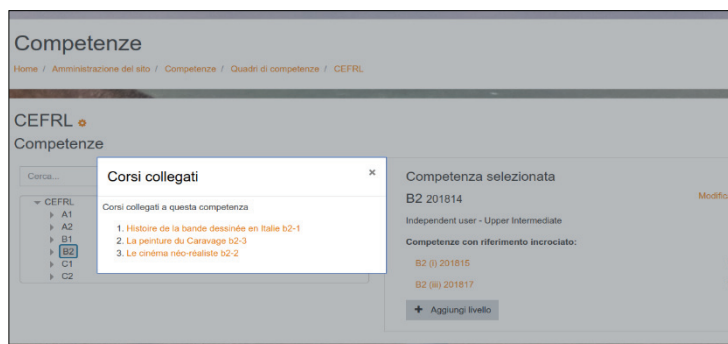 Competenze
Home / Amministrazione del sito / Competenze / Quadri di competenze / CEFRL
CEFRL
Competenze
Cerca...
CEFRL
A1
A2
B1
B2
C1
C2
Corsi collegati
×
Corsi collegati a questa competenza
1. Histoire de la bande dessinée en Italie b2-1
2. La peinture du Caravage b2-3
3. Le cinéma néo-réaliste b2-2
Competenza selezionata
B2 201814
Modific
Independent user - Upper Intermediate
Competenze con riferimento incrociato:
B2 (i) 201815
B2 (iii) 201817
+ Aggiungi livello